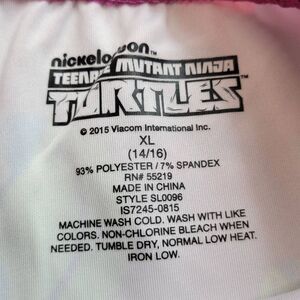 nickelodeon™
TEENAGE MUTANT NINJA
TURTLES
© 2015 Viacom International Inc.
XL
(14/16)
93% POLYESTER / 7% SPANDEX
RN# 55219
MADE IN CHINA
STYLE SL0096
IS7245-0815
MACHINE WASH COLD. WASH WITH LIKE
COLORS. NON-CHLORINE BLEACH WHEN
NEEDED. TUMBLE DRY, NORMAL LOW HEAT.
IRON LOW.